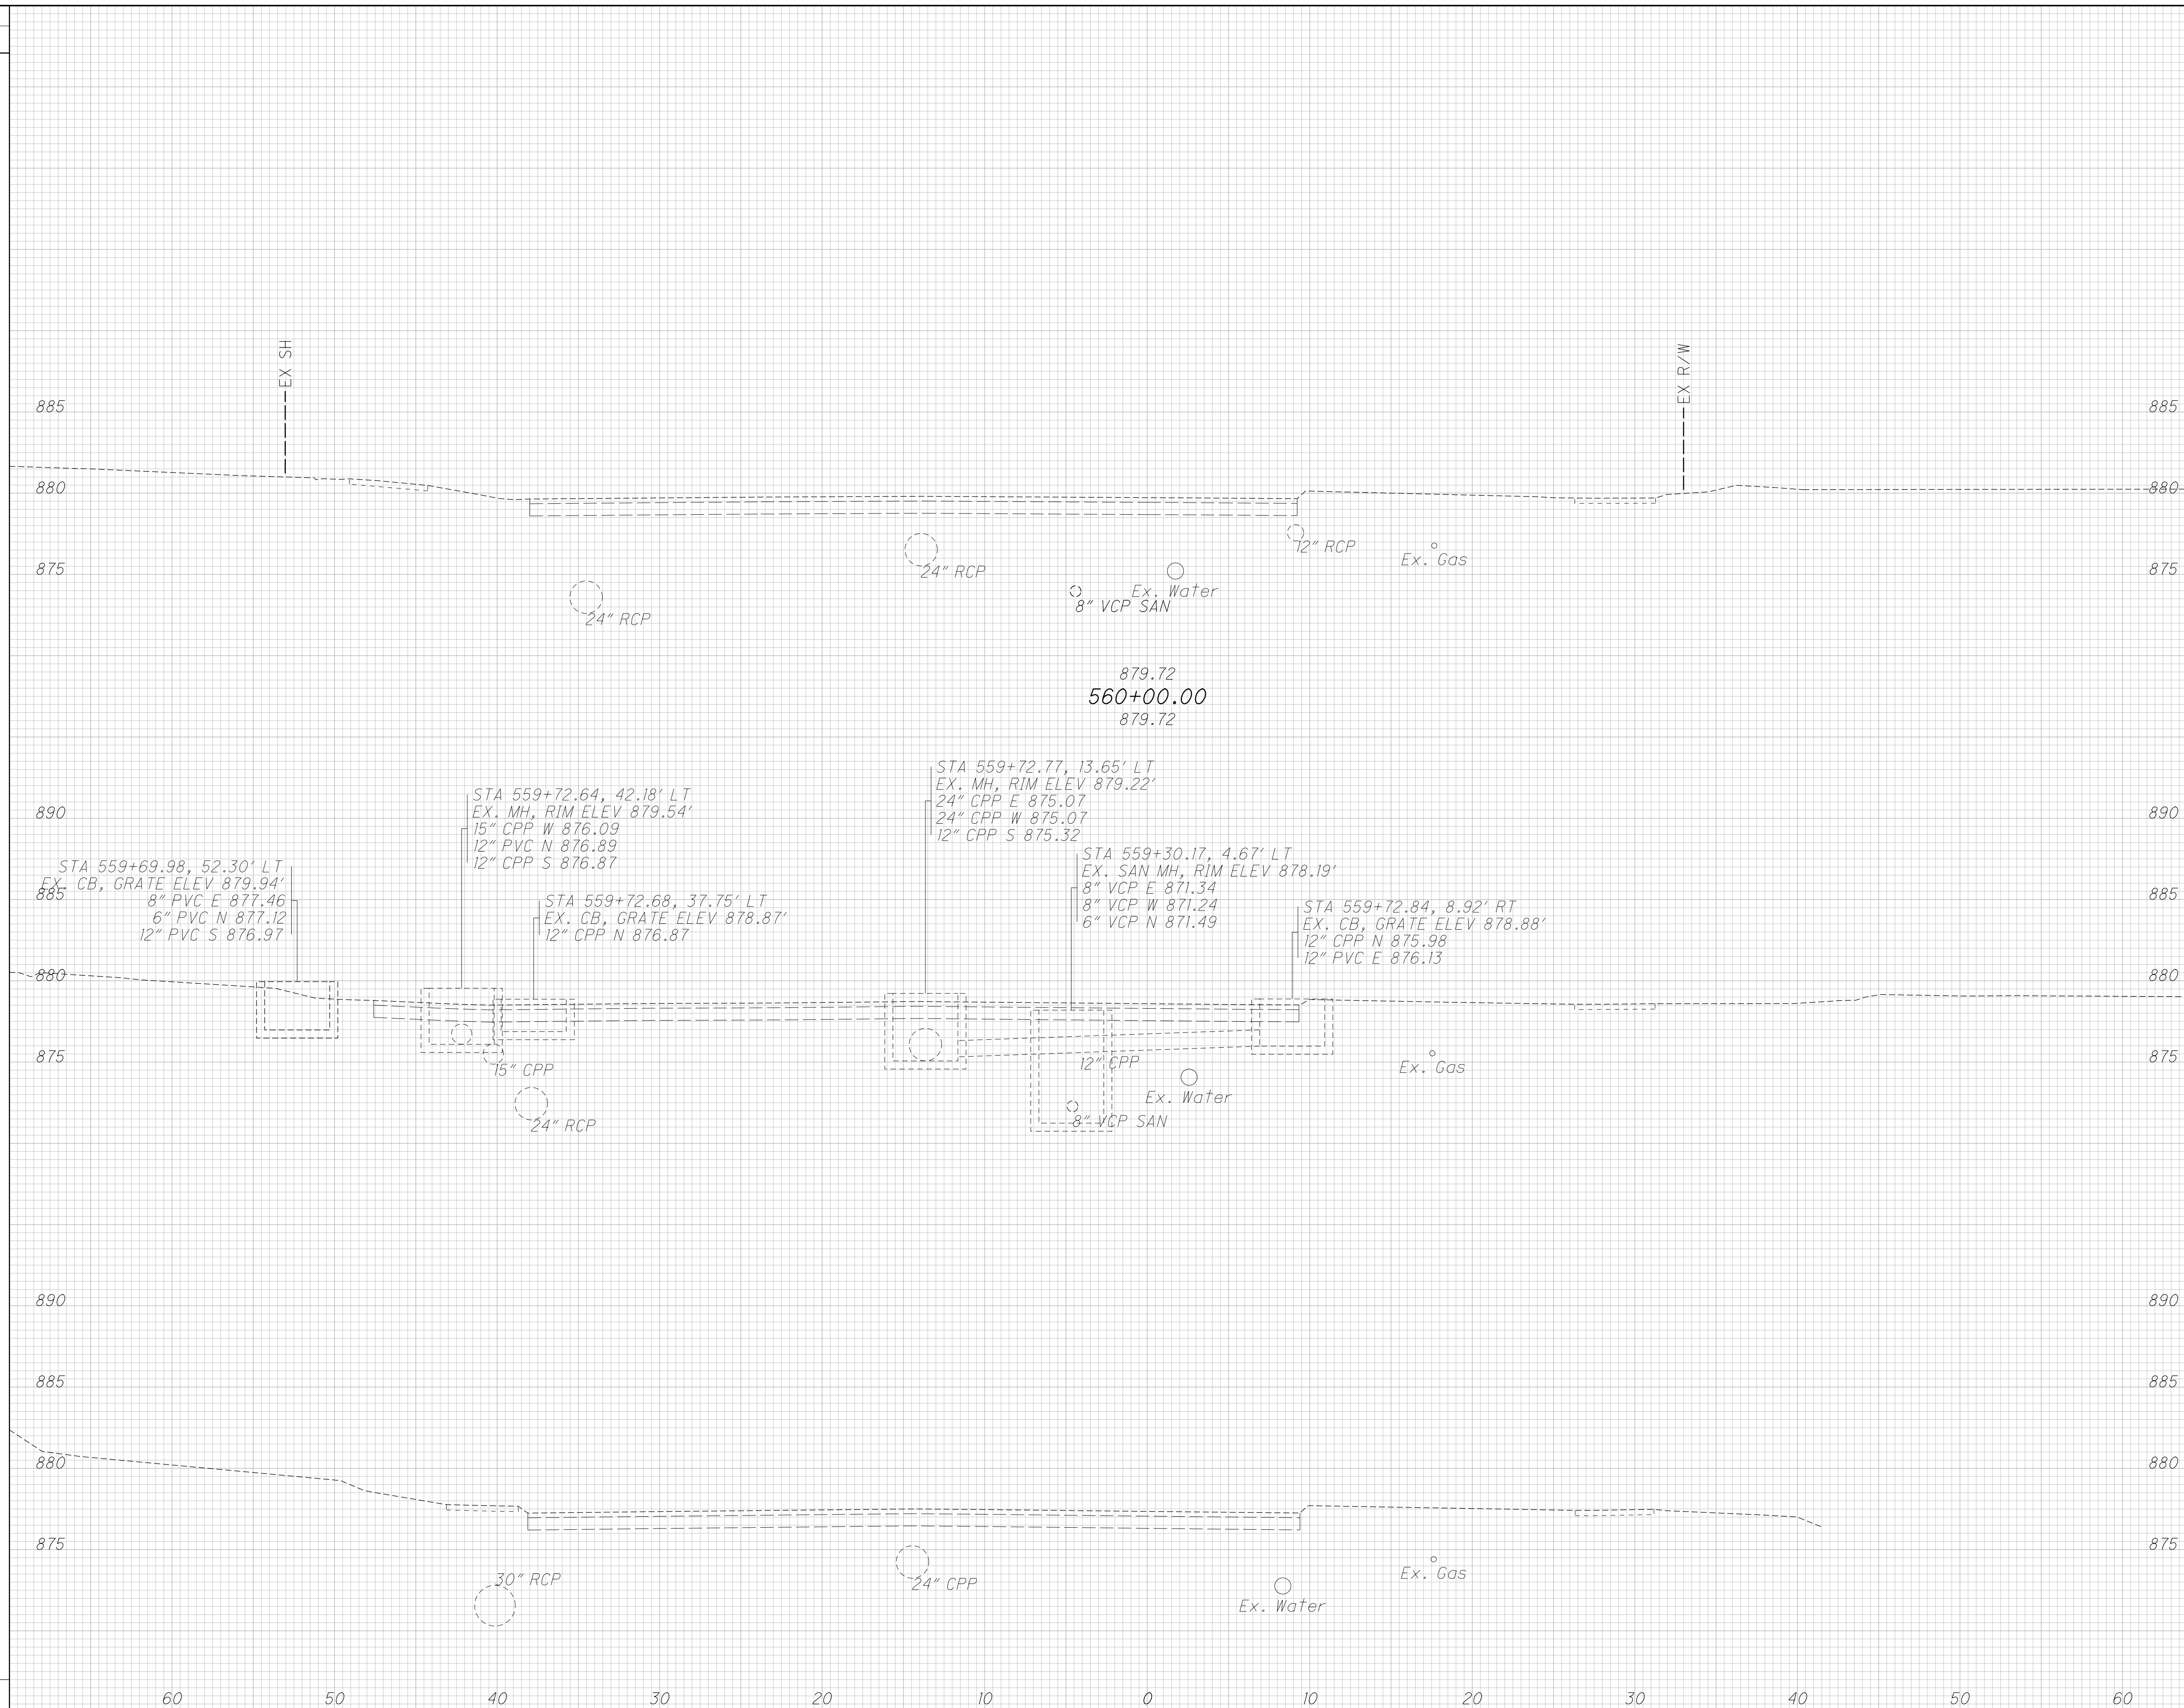 EX SH
EX R/W
885 885
880 880
12" RCP
24" RCP
Ex. Gas
875 875
Ex. Water
8" VCP SAN
24" RCP
879.72
560+00.00
879.72
STA 559+72.77, 13.65' LT
EX. MH, RIM ELEV 879.22'
24" CPP E 875.07
24" CPP W 875.07
12" CPP S 875.32
STA 559+72.64, 42.18' LT
EX. MH, RIM ELEV 879.54'
15" CPP W 876.09
12" PVC N 876.89
12" CPP S 876.87
890 890
STA 559+30.17, 4.67' LT
EX. SAN MH, RIM ELEV 878.19'
8" VCP E 871.34
8" VCP W 871.24
6" VCP N 871.49
STA 559+69.98, 52.30' LT
EX. CB, GRATE ELEV 879.94'
8" PVC E 877.46
6" PVC N 877.12
12" PVC S 876.97
885 885
STA 559+72.68, 37.75' LT
EX. CB, GRATE ELEV 878.87'
12" CPP N 876.87
STA 559+72.84, 8.92' RT
EX. CB, GRATE ELEV 878.88'
12" CPP N 875.98
12" PVC E 876.13
880 880
875 875
15" CPP
12" CPP
Ex. Gas
Ex. Water
24" RCP
8" VCP SAN
890 890
885 885
880 880
875 875
30" RCP
24" CPP
Ex. Gas
Ex. Water
60 50 40 30 20 10 0 10 20 30 40 50 60